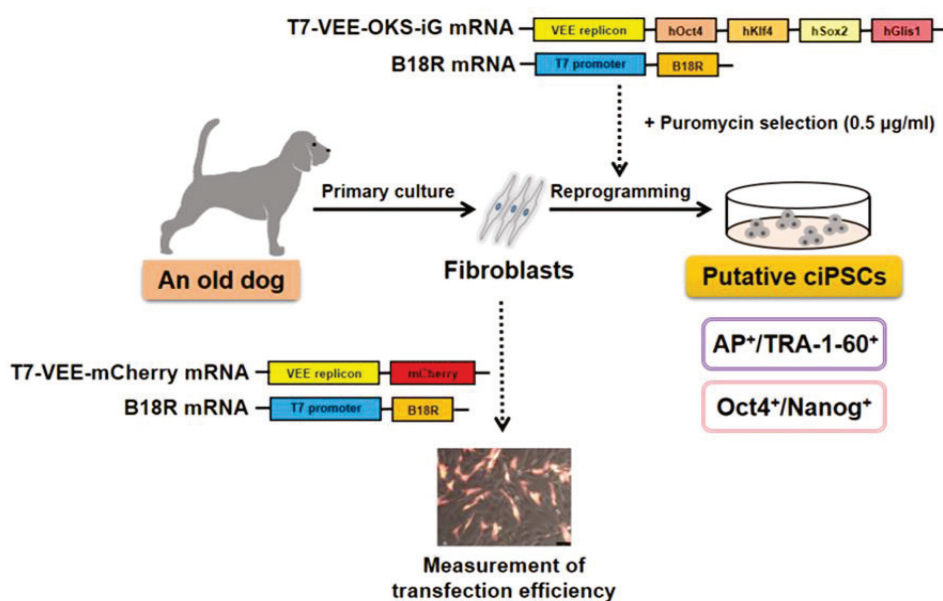 T7-VEE-OKS-iG mRNA
VEE replicon hOct4 hKlf4 hSox2 hGlis1
B18R mRNA
T7 promoter B18R
+ Puromycin selection (0.5 µg/ml)
Primary culture
Reprogramming
An old dog
Fibroblasts
Putative ciPSCs
AP⁺/TRA-1-60⁺
Oct4⁺/Nanog⁺
T7-VEE-mCherry mRNA
VEE replicon mCherry
B18R mRNA
T7 promoter B18R
Measurement of
transfection efficiency